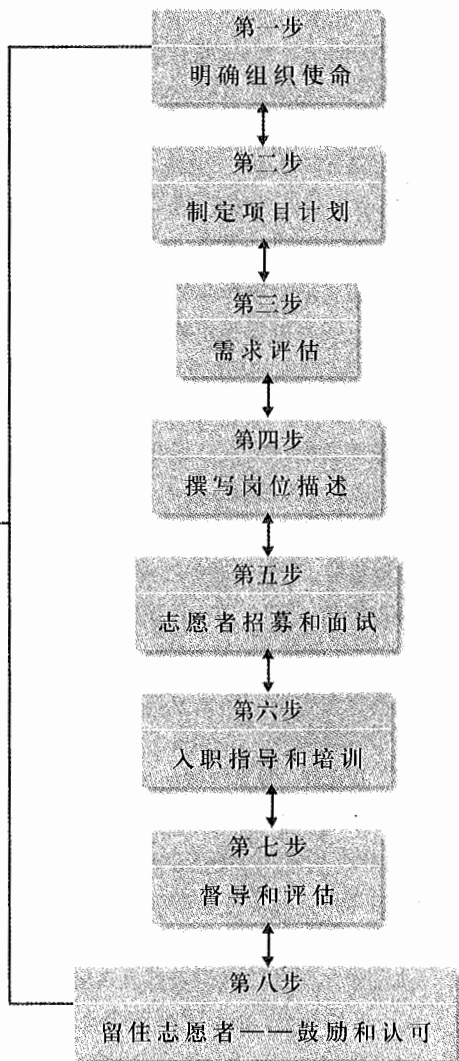 第一步
明确组织使命
第二步
制定项目计划
第三步
需求评估
第四步
撰写岗位描述
第五步
志愿者招募和面试
第六步
入职指导和培训
第七步
督导和评估
第八步
留住志愿者——鼓励和认可